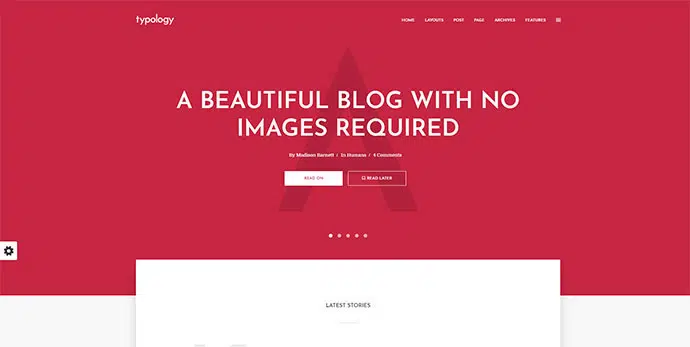 typology
HOME LAYOUTS POST PAGE ARCHIVES FEATURES
A
A BEAUTIFUL BLOG WITH NO
IMAGES REQUIRED
By Madison Barnett / In Humans / 4 Comments
READ ON READ LATER
LATEST STORIES